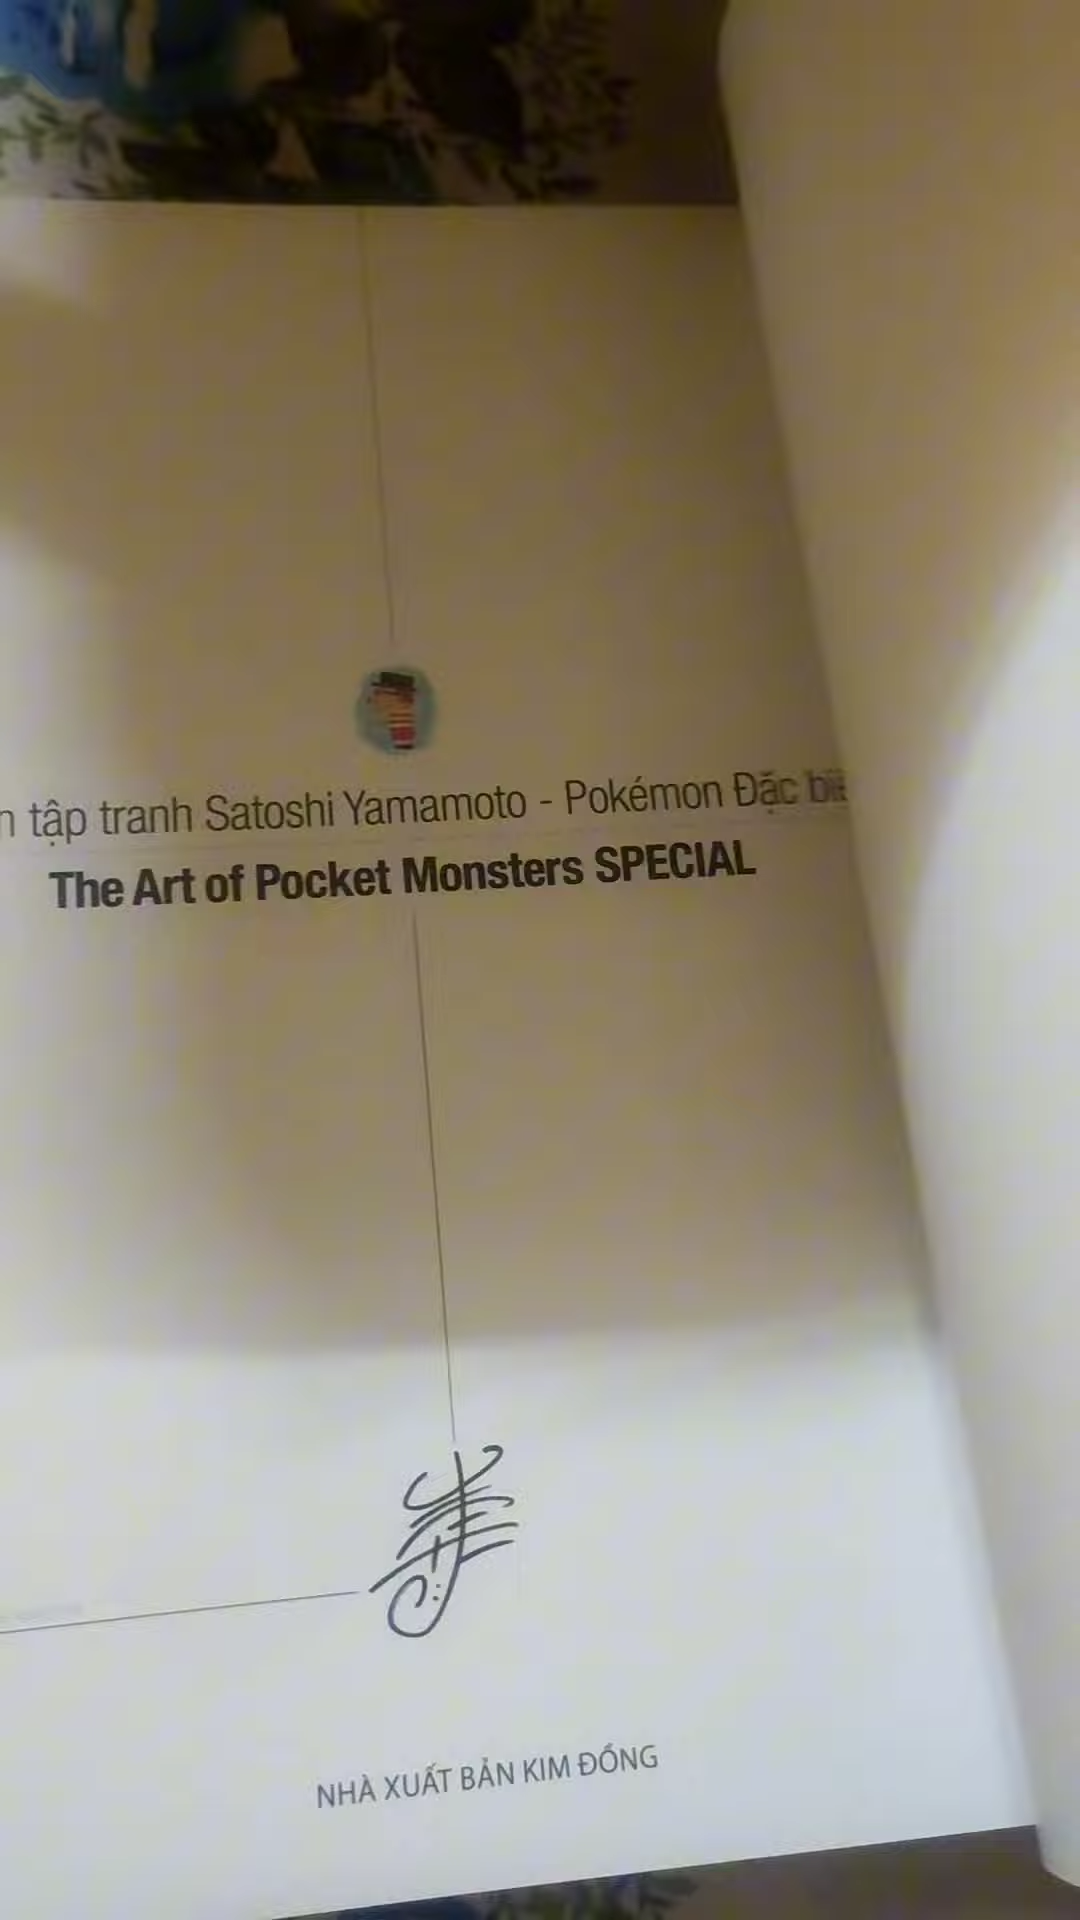 tập tranh Satoshi Yamamoto - Pokémon Đặc
The Art of Pocket Monsters SPECIAL
NHÀ XUẤT BẢN KIM ĐỒNG